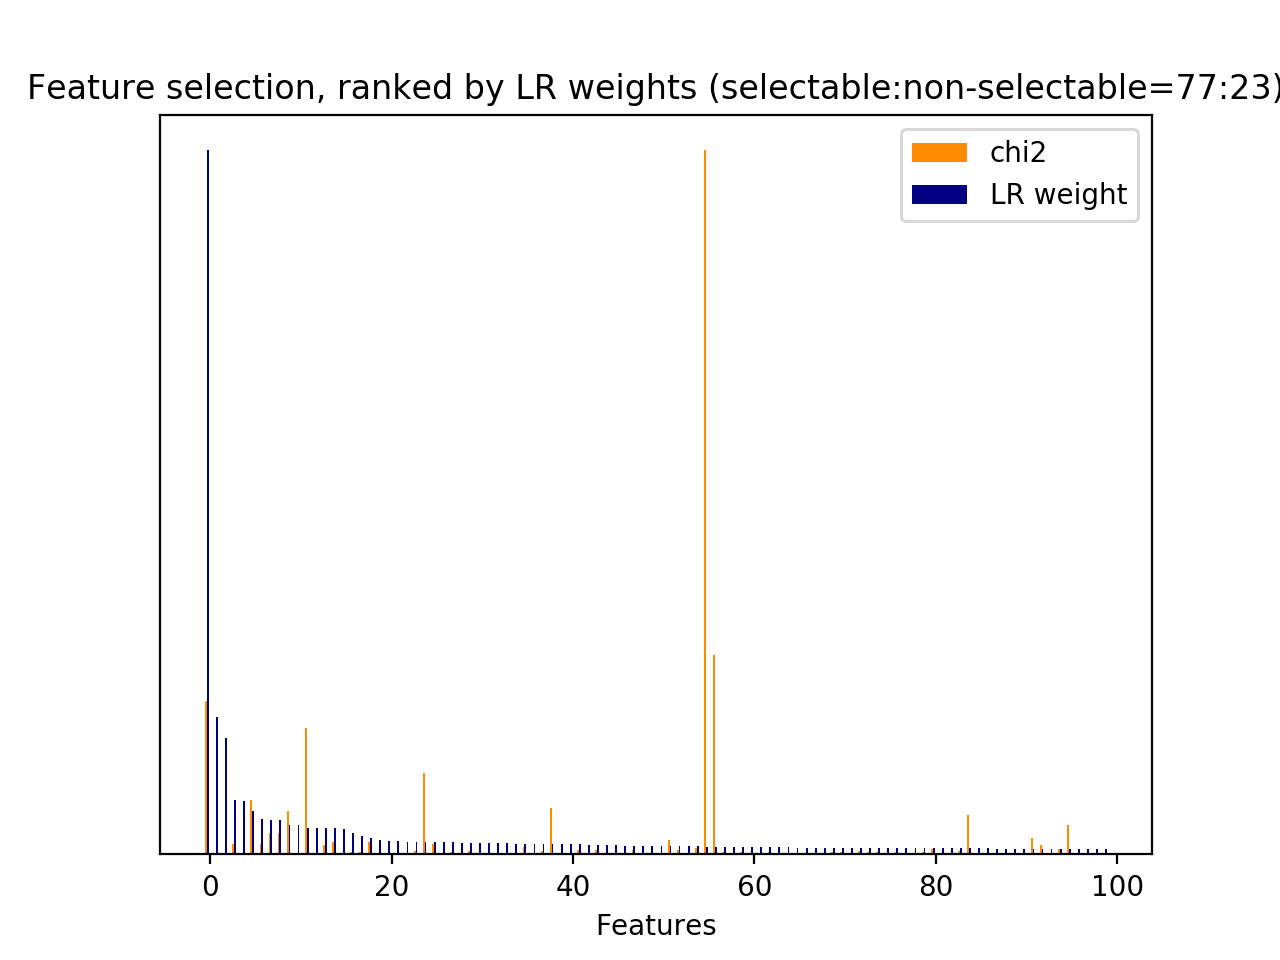 Feature selection, ranked by LR weights (selectable:non-selectable=77:23)
chi2
LR weight
0 20 40 60 80 100
Features